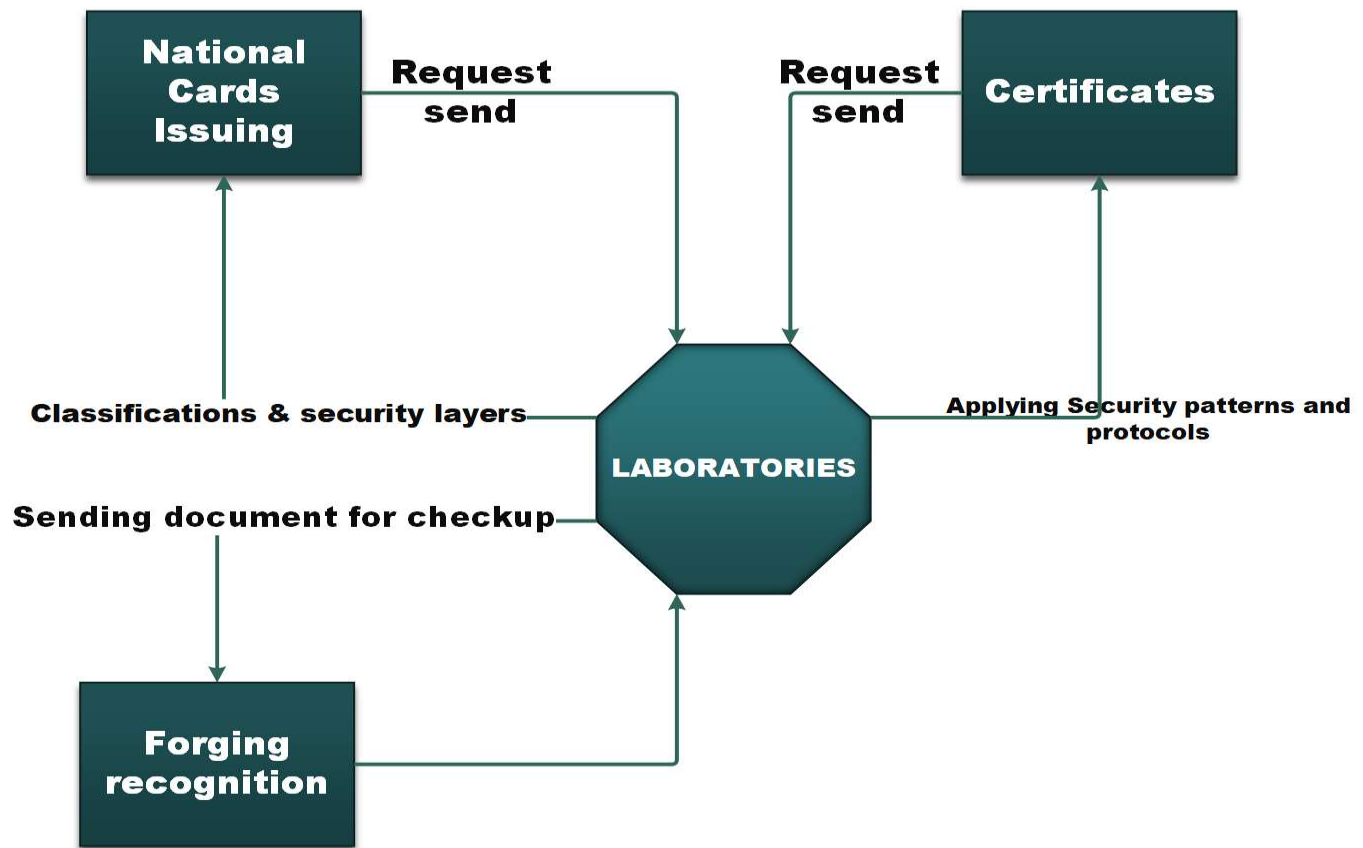 National
Cards
Issuing
Request
send
Request
send
Certificates
Classifications & security layers
Applying Security patterns and
protocols
LABORATORIES
Sending document for checkup
Forging
recognition